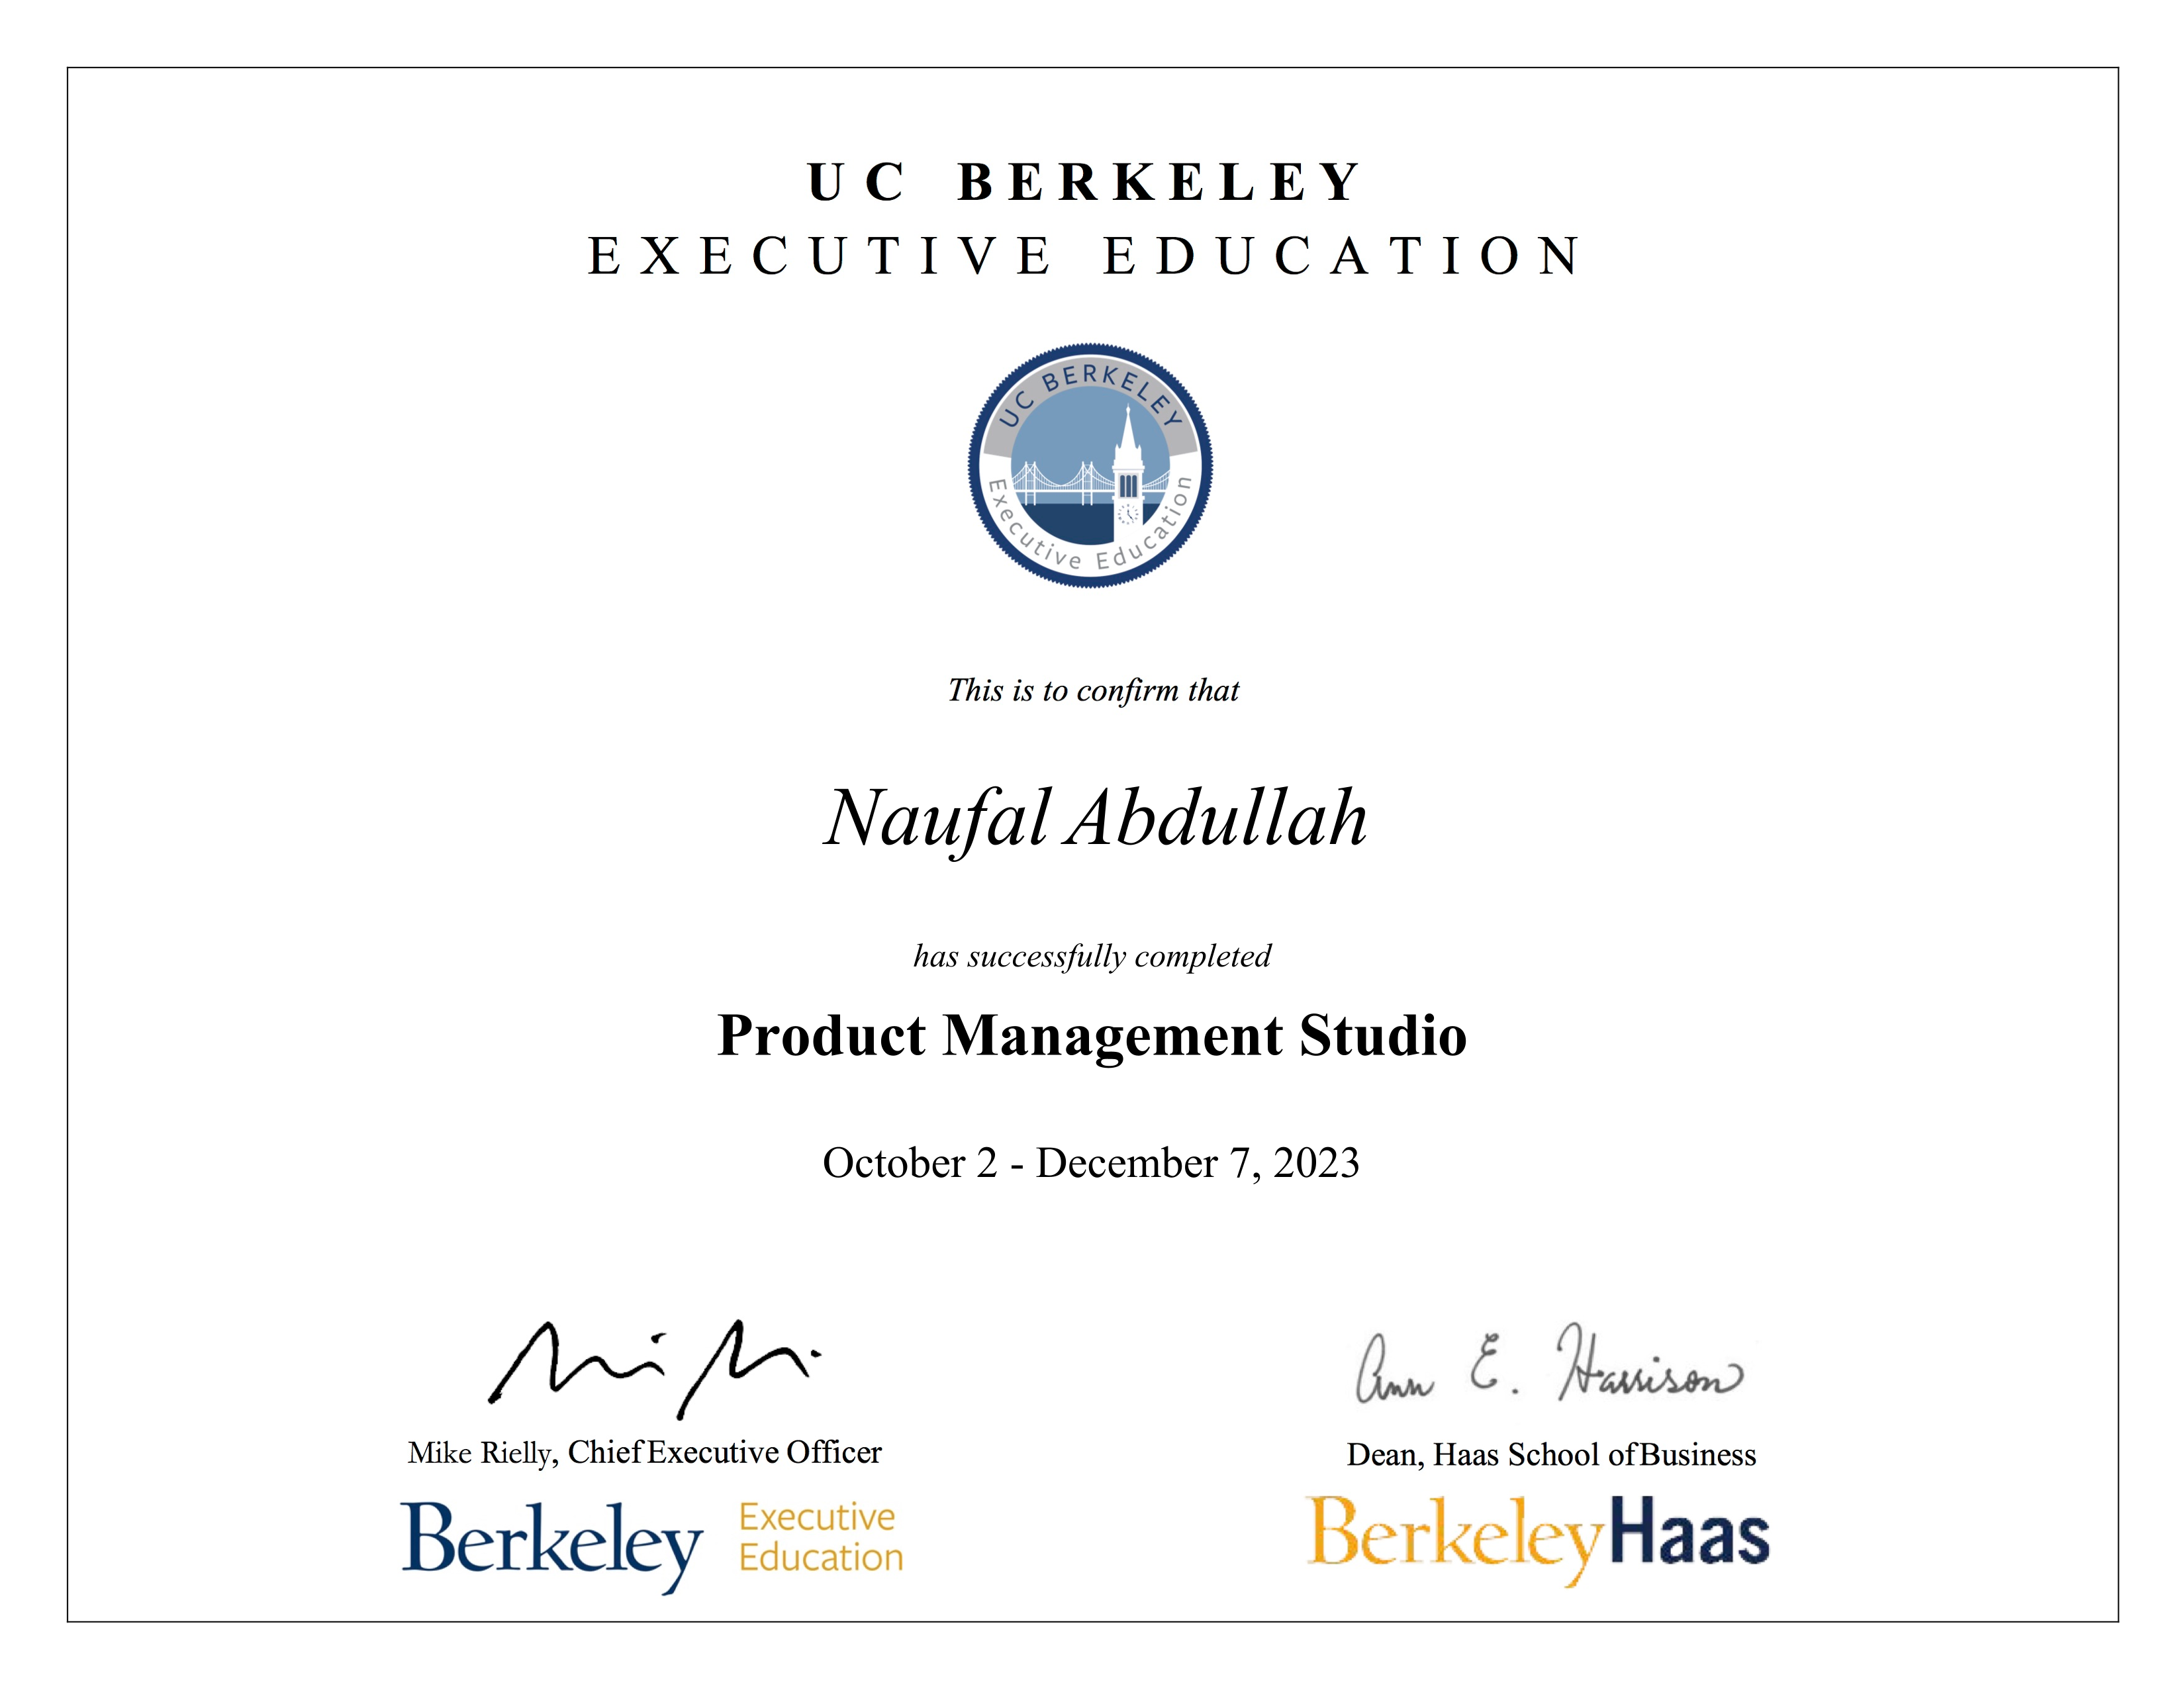 UC BERKELEY
EXECUTIVE EDUCATION
UC BERKELEY
Executive Education
This is to confirm that
Naufal Abdullah
has successfully completed
Product Management Studio
October 2 - December 7, 2023
Ann E. Harrison
Mike Rielly, Chief Executive Officer
Dean, Haas School of Business
Berkeley Executive Education
BerkeleyHaas